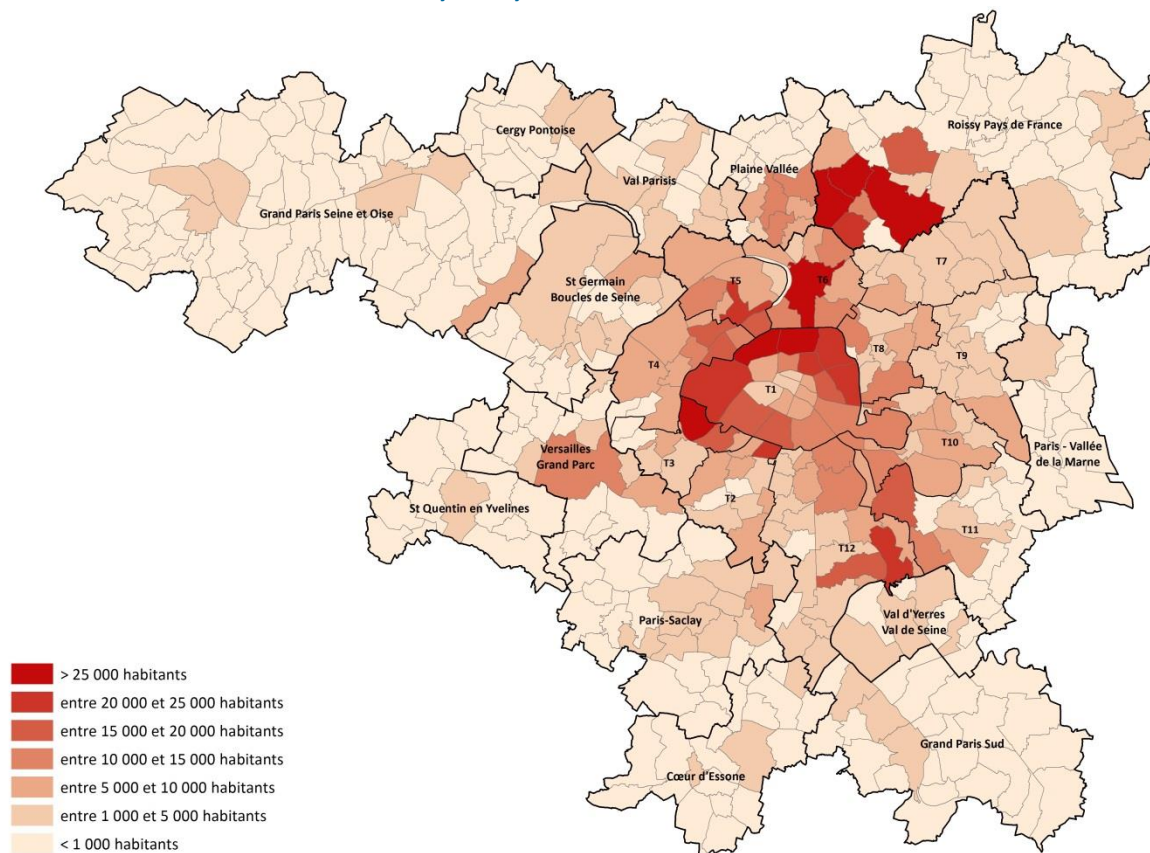 Roissy Pays de France
Cergy Pontoise
Plaine Vallée
Val Parisis
Grand Paris Seine et Oise
T7
St Germain
Boucles de Seine
T5
T6
T8
T9
T4
T1
Versailles
Grand Parc
T3
T10
Paris - Vallée
de la Marne
T2
St Quentin en Yvelines
T11
T12
Paris-Saclay
Val d'Yerres
Val de Seine
Grand Paris Sud
Cœur d'Essone
> 25 000 habitants
entre 20 000 et 25 000 habitants
entre 15 000 et 20 000 habitants
entre 10 000 et 15 000 habitants
entre 5 000 et 10 000 habitants
entre 1 000 et 5 000 habitants
< 1 000 habitants